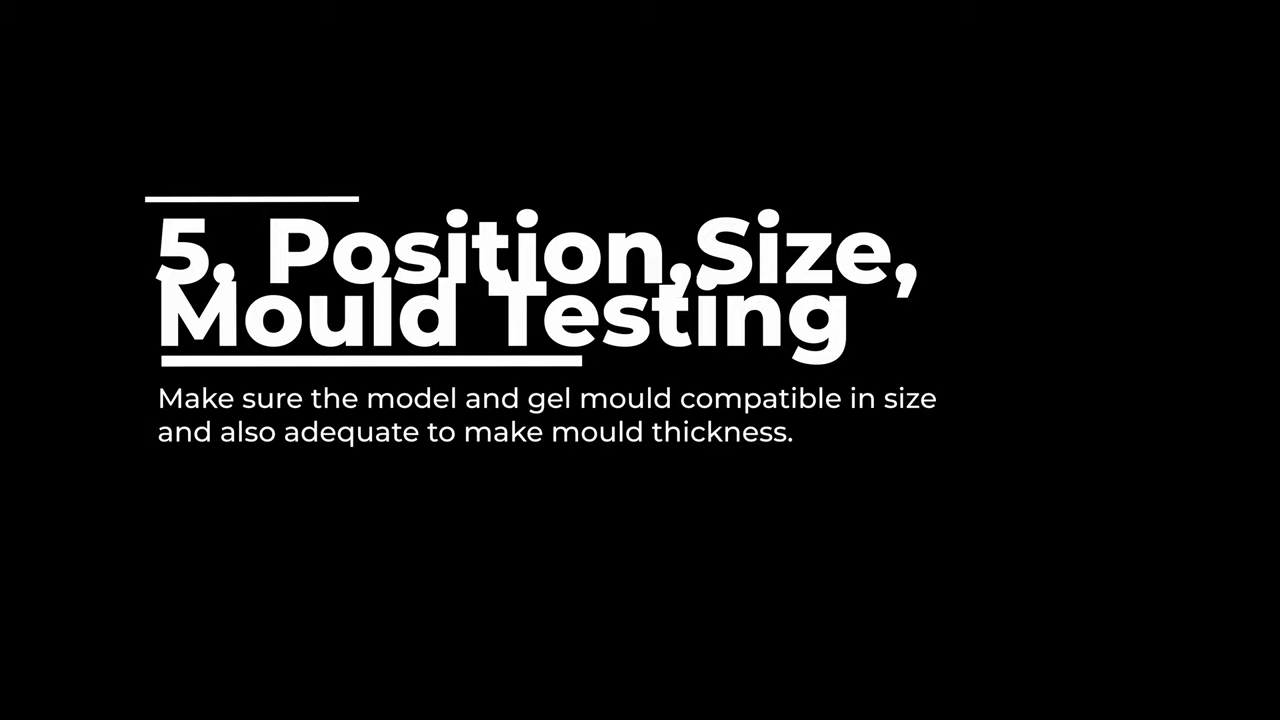 5. Position,Size,
Mould Testing
Make sure the model and gel mould compatible in size
and also adequate to make mould thickness.